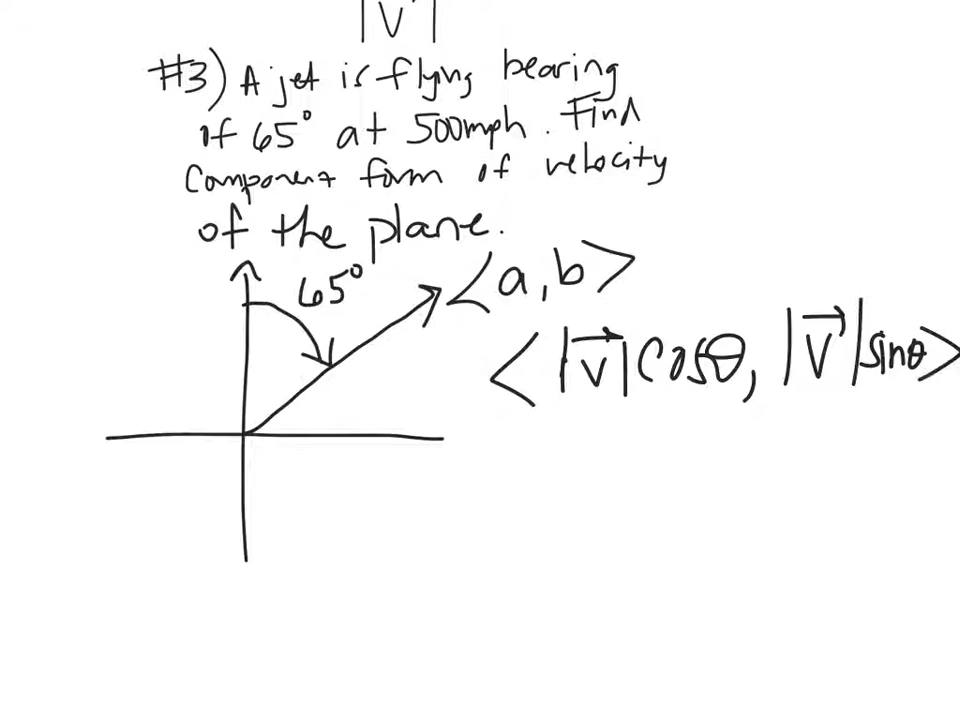 |V|
#3) A jet is flying bearing
of 65° at 500mph. Find
Component form of velocity
of the plane.
65°
<a,b>
<|V|cosθ, |V|sinθ>